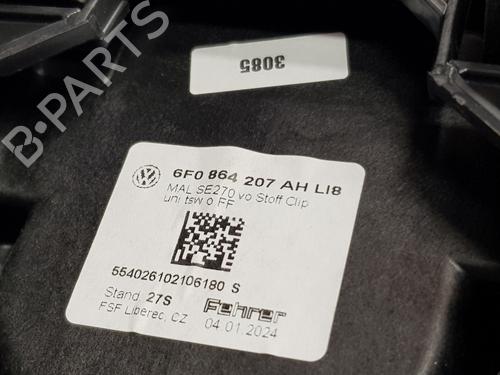 3085
6F0 864 207 AH LI8
MAL SE270 vo Stoff Clip
uni tsw o FF
554026102106180 S
Stand: 27S
FSF Liberec, CZ
Fehrer
04.01.2024
B-PARTS